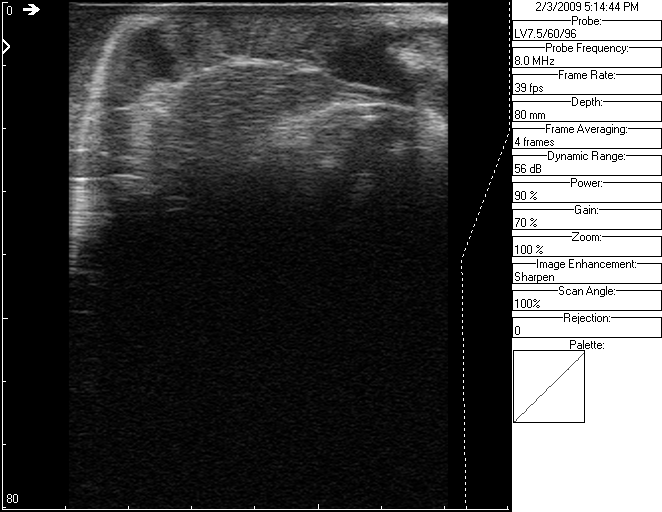 0
80
2/3/2009 5:14:44 PM
Probe:
LV7.5/60/96
Probe Frequency:
8.0 MHz
Frame Rate:
39 fps
Depth:
80 mm
Frame Averaging:
4 frames
Dynamic Range:
56 dB
Power:
90 %
Gain:
70 %
Zoom:
100 %
Image Enhancement:
Sharpen
Scan Angle:
100%
Rejection:
0
Palette: